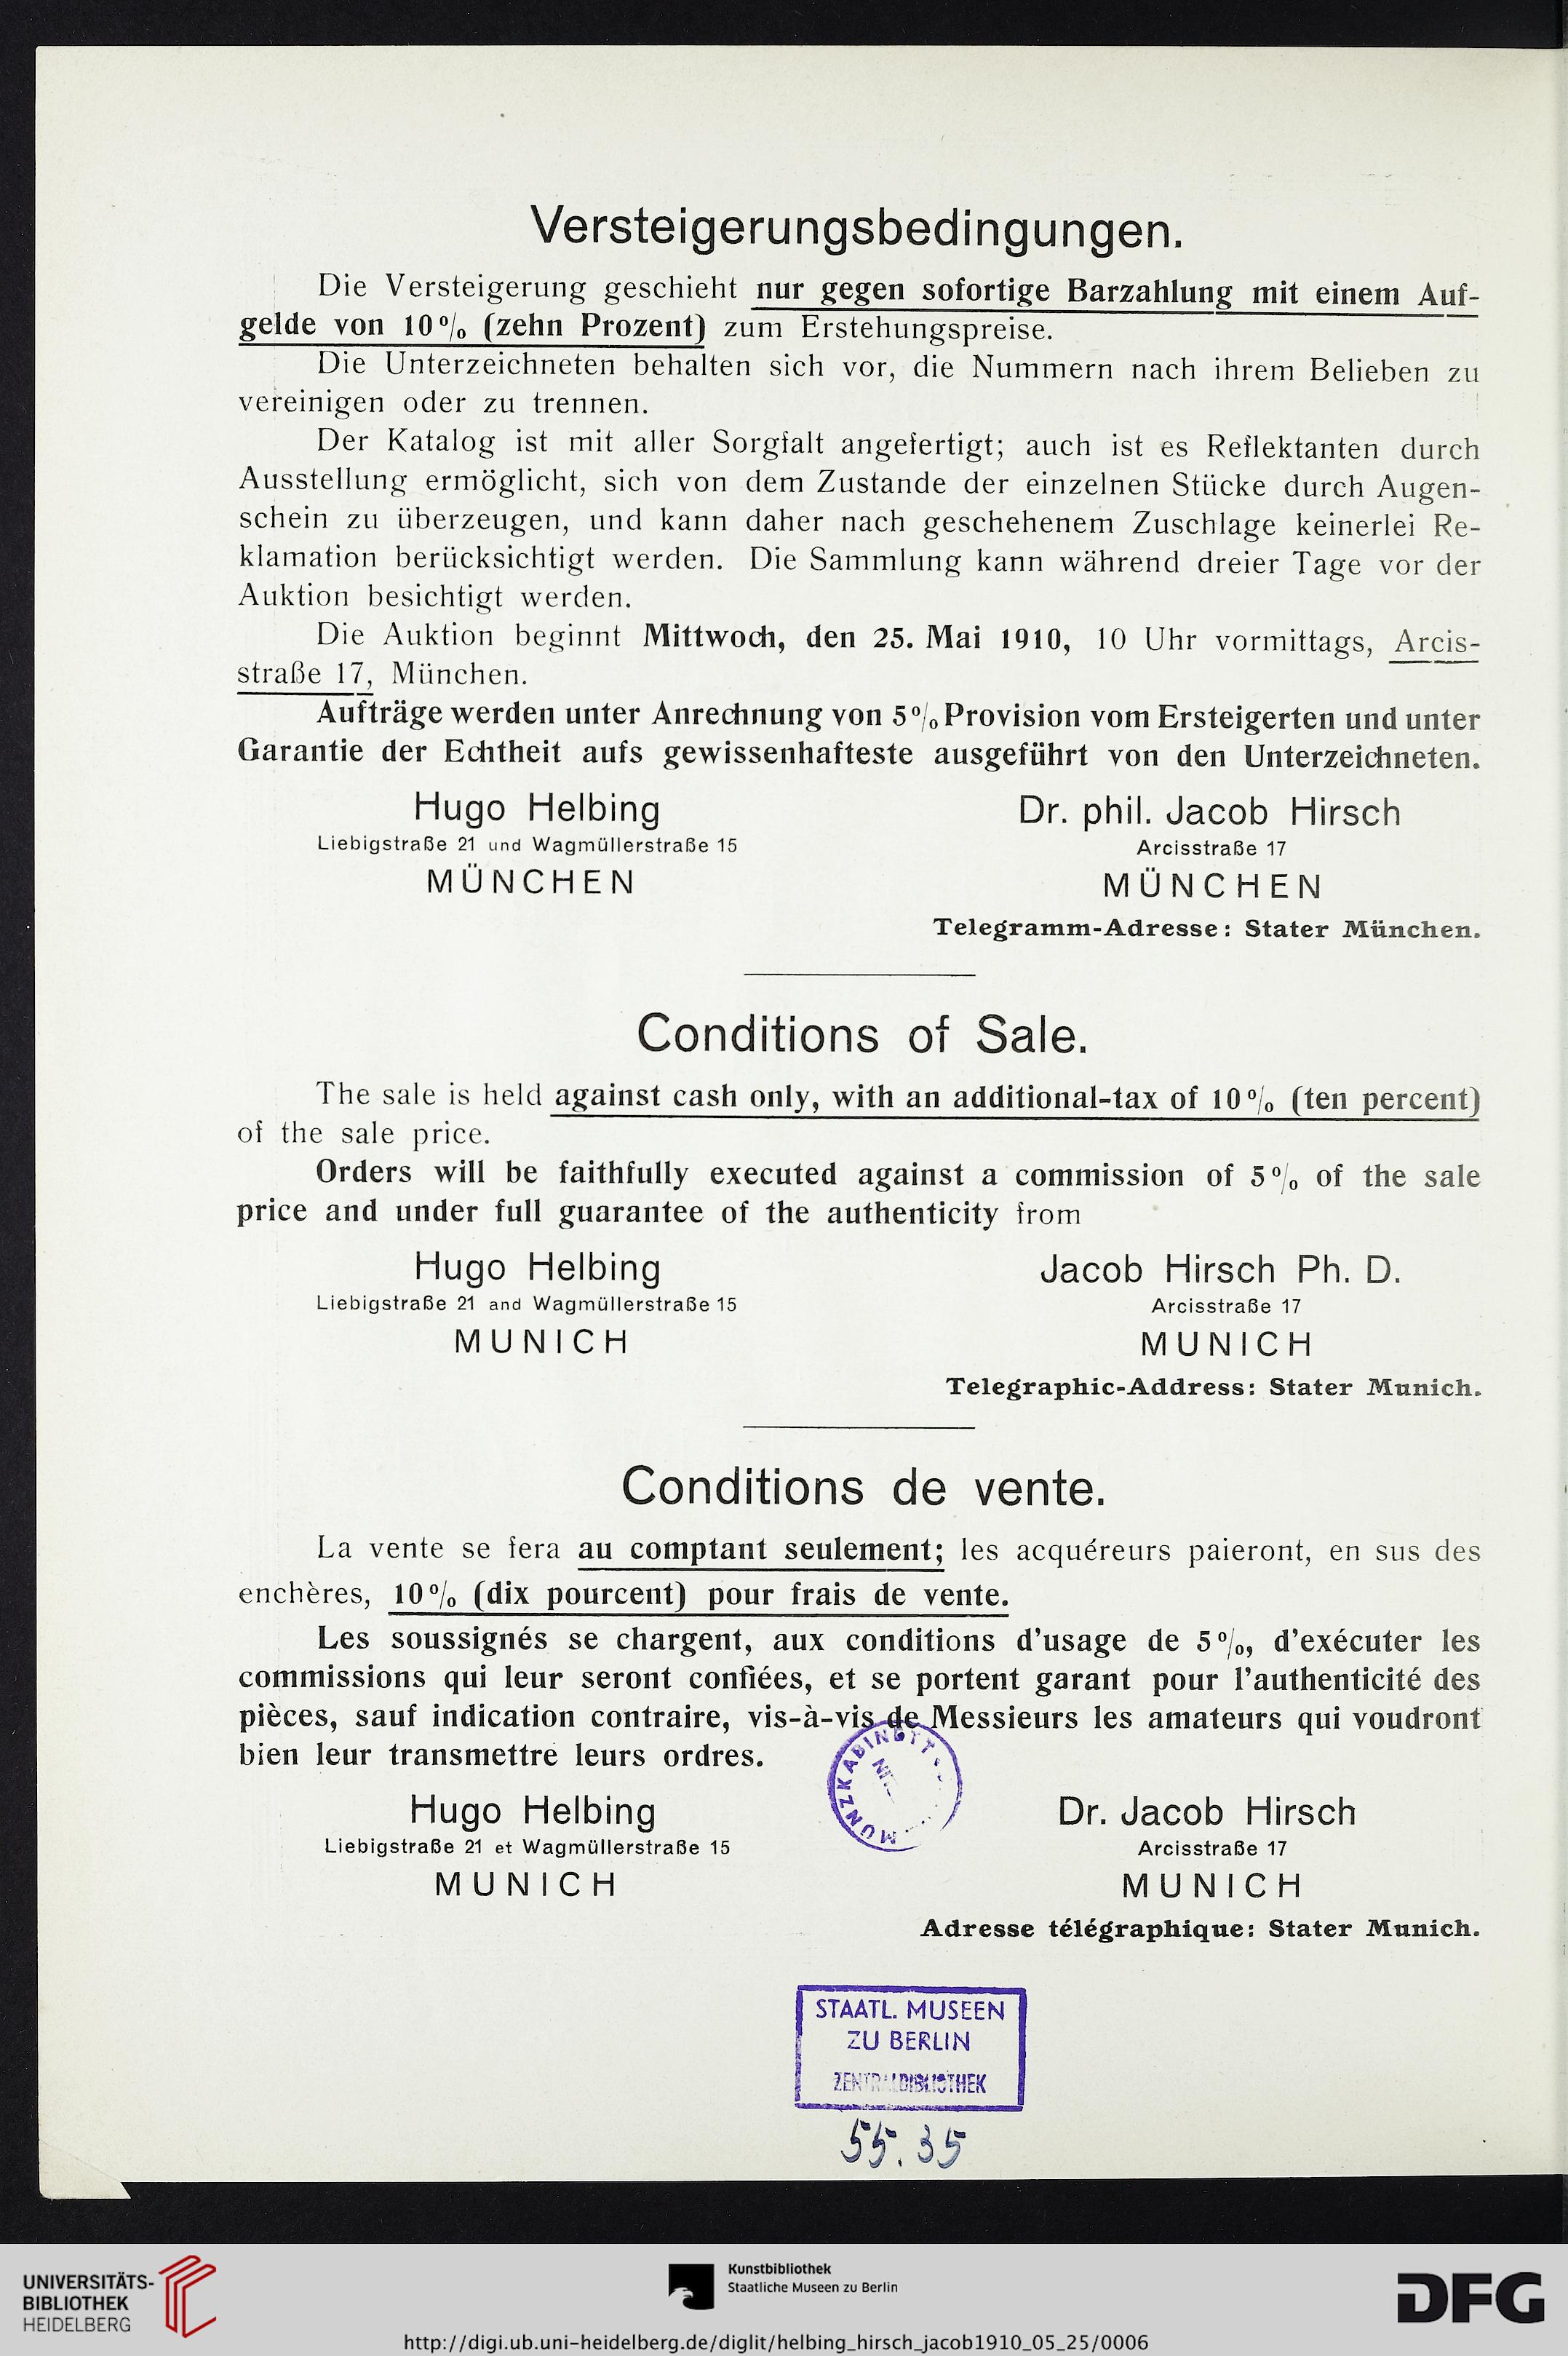 Versteigerungsbedingungen.
Die Versteigerung geschieht nur gegen sofortige Barzahlung mit einem Auf-
gelde von 10% (zehn Prozent) zum Erstehungspreise.
Die Unterzeichneten behalten sich vor, die Nummern nach ihrem Belieben zu
vereinigen oder zu trennen.
Der Katalog ist mit aller Sorgfalt angefertigt; auch ist es Reflektanten durch
Ausstellung ermöglicht, sich von dem Zustande der einzelnen Stücke durch Augen-
schein zu überzeugen, und kann daher nach geschehenem Zuschlage keinerlei Re-
klamation berücksichtigt werden. Die Sammlung kann während dreier Tage vor der
Auktion besichtigt werden.
Die Auktion beginnt Mittwoch, den 25. Mai 1910, 10 Uhr vormittags, Arcis-
straße 17, München.
Aufträge werden unter Anrechnung von 5% Provision vom Ersteigerten und unter
Garantie der Echtheit aufs gewissenhafteste ausgeführt von den Unterzeichneten.
Hugo Helbing
Liebigstraße 21 und Wagmüllerstraße 15
MÜNCHEN
Dr. phil. Jacob Hirsch
Arcisstraße 17
MÜNCHEN
Telegramm-Adresse: Stater München.
Conditions of Sale.
The sale is held against cash only, with an additional-tax of 10% (ten percent)
of the sale price.
Orders will be faithfully executed against a commission of 5% of the sale
price and under full guarantee of the authenticity from
Hugo Helbing
Liebigstraße 21 and Wagmüllerstraße 15
MUNICH
Jacob Hirsch Ph. D.
Arcisstraße 17
MUNICH
Telegraphic-Address: Stater Munich.
Conditions de vente.
La vente se fera au comptant seulement; les acquéreurs paieront, en sus des
enchères, 10% (dix pourcent) pour frais de vente.
Les soussignés se chargent, aux conditions d'usage de 5%, d'exécuter les
commissions qui leur seront confiées, et se portent garant pour l'authenticité des
pièces, sauf indication contraire, vis-à-vis de Messieurs les amateurs qui voudront
bien leur transmettre leurs ordres.
MÜNZKABINETT
Hugo Helbing
Liebigstraße 21 et Wagmüllerstraße 15
MUNICH
Dr. Jacob Hirsch
Arcisstraße 17
MUNICH
Adresse télégraphique: Stater Munich.
STAATL. MUSEEN
ZU BERLIN
ZENTRALBIBLIOTHEK
55.35
UNIVERSITÄTS-
BIBLIOTHEK
HEIDELBERG
Kunstbibliothek
Staatliche Museen zu Berlin
DFG
http://digi.ub.uni-heidelberg.de/diglit/helbing_hirsch_jacob1910_05_25/0006